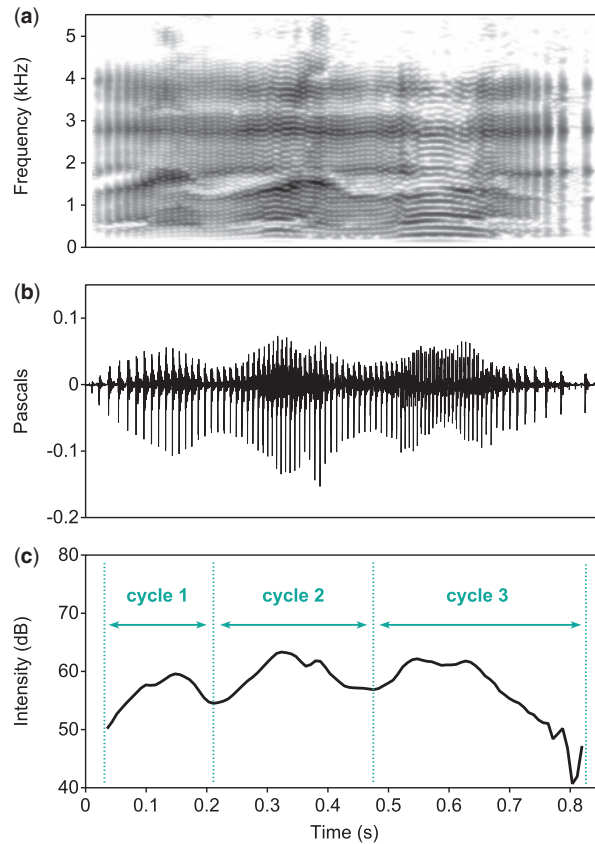 (a)
5
4
3
2
1
0
Frequency (kHz)
(b)
0.1
0
-0.1
-0.2
Pascals
(c)
80
70
60
50
40
Intensity (dB)
cycle 1 cycle 2 cycle 3
0 0.1 0.2 0.3 0.4 0.5 0.6 0.7 0.8
Time (s)